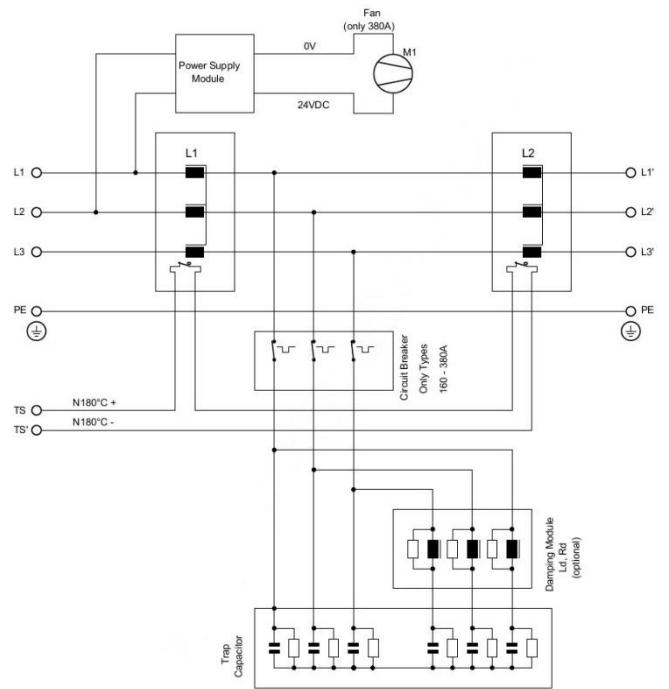 Fan
(only 380A)
0V
M1
Power Supply
Module
24VDC
L1
L2
L1
L1'
L2
L2'
L3
L3'
PE
PE
Circuit Breaker
Only Types
160 - 380A
TS
N180°C +
TS'
N180°C -
Damping Module
Ld, Rd
(optional)
Trap
Capacitor